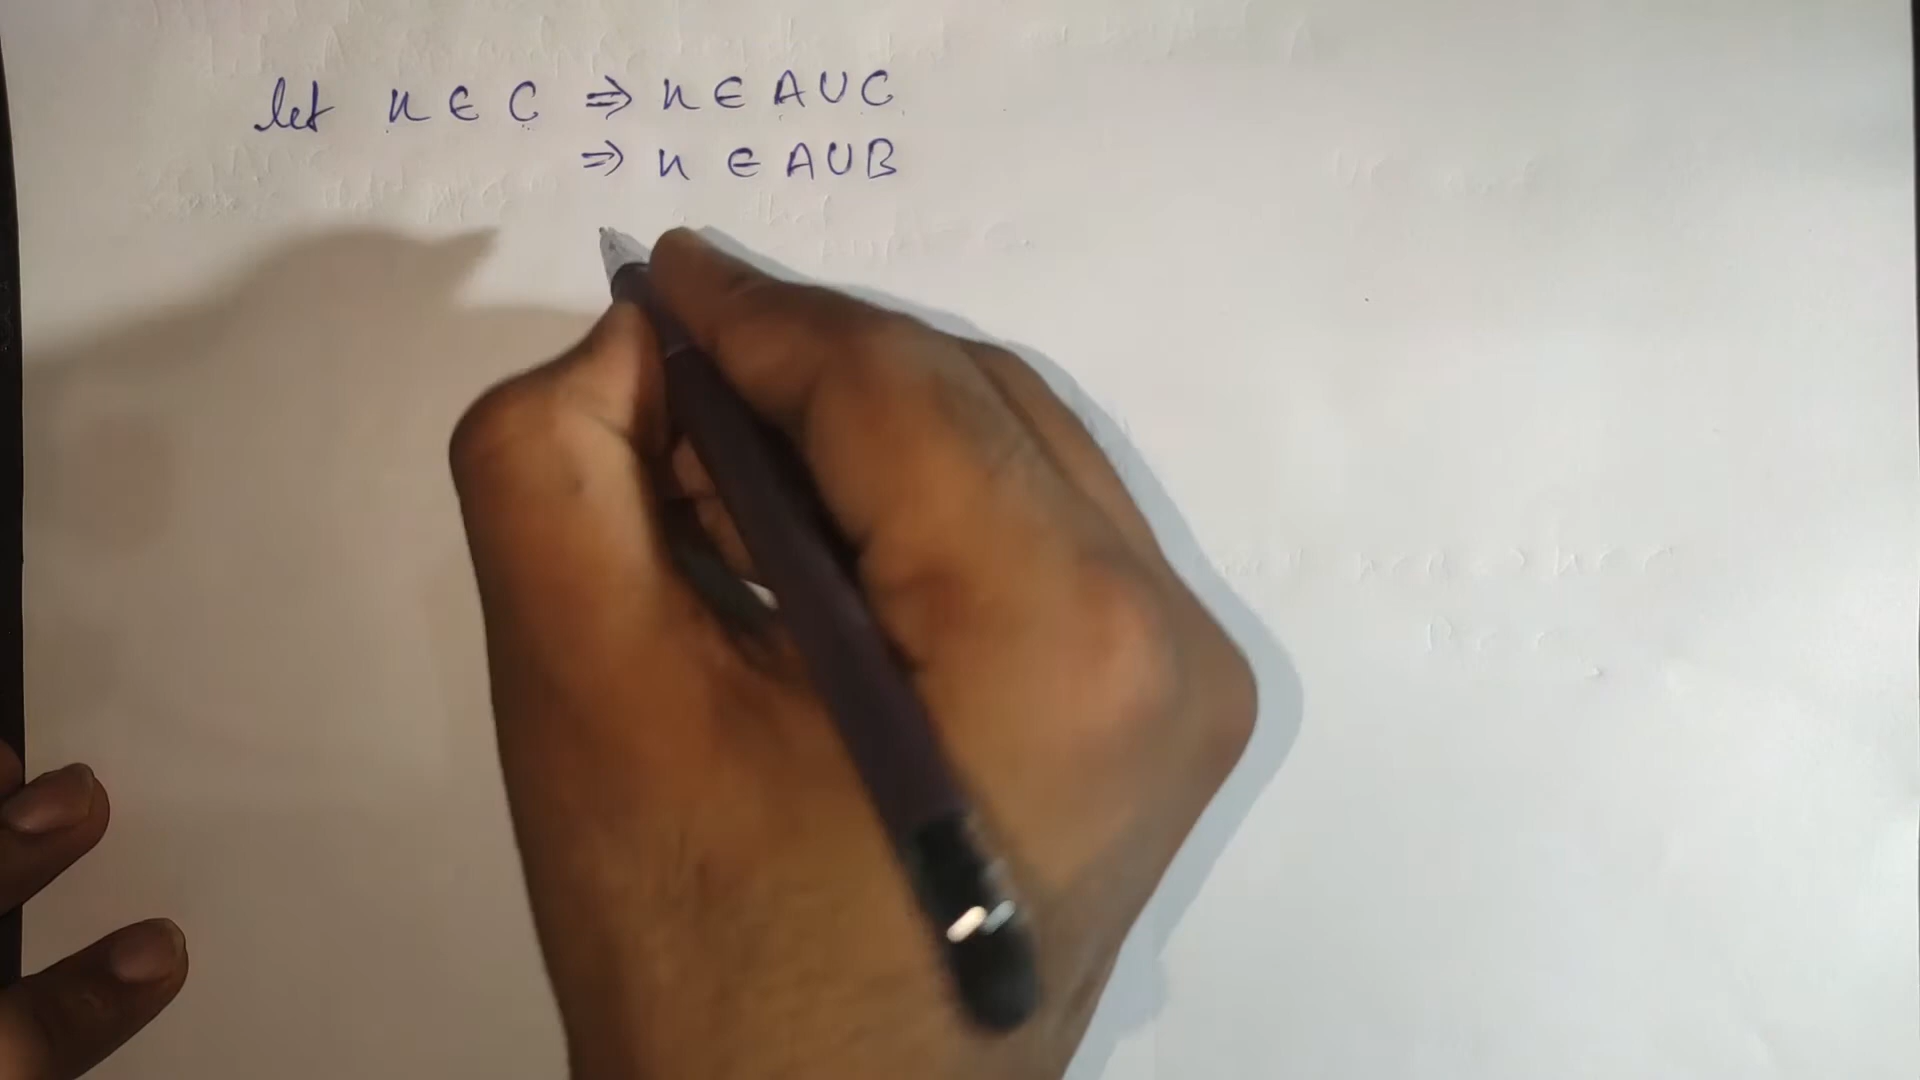 let x ∈ C ⇒ x ∈ A ∪ C
⇒ x ∈ A ∪ B